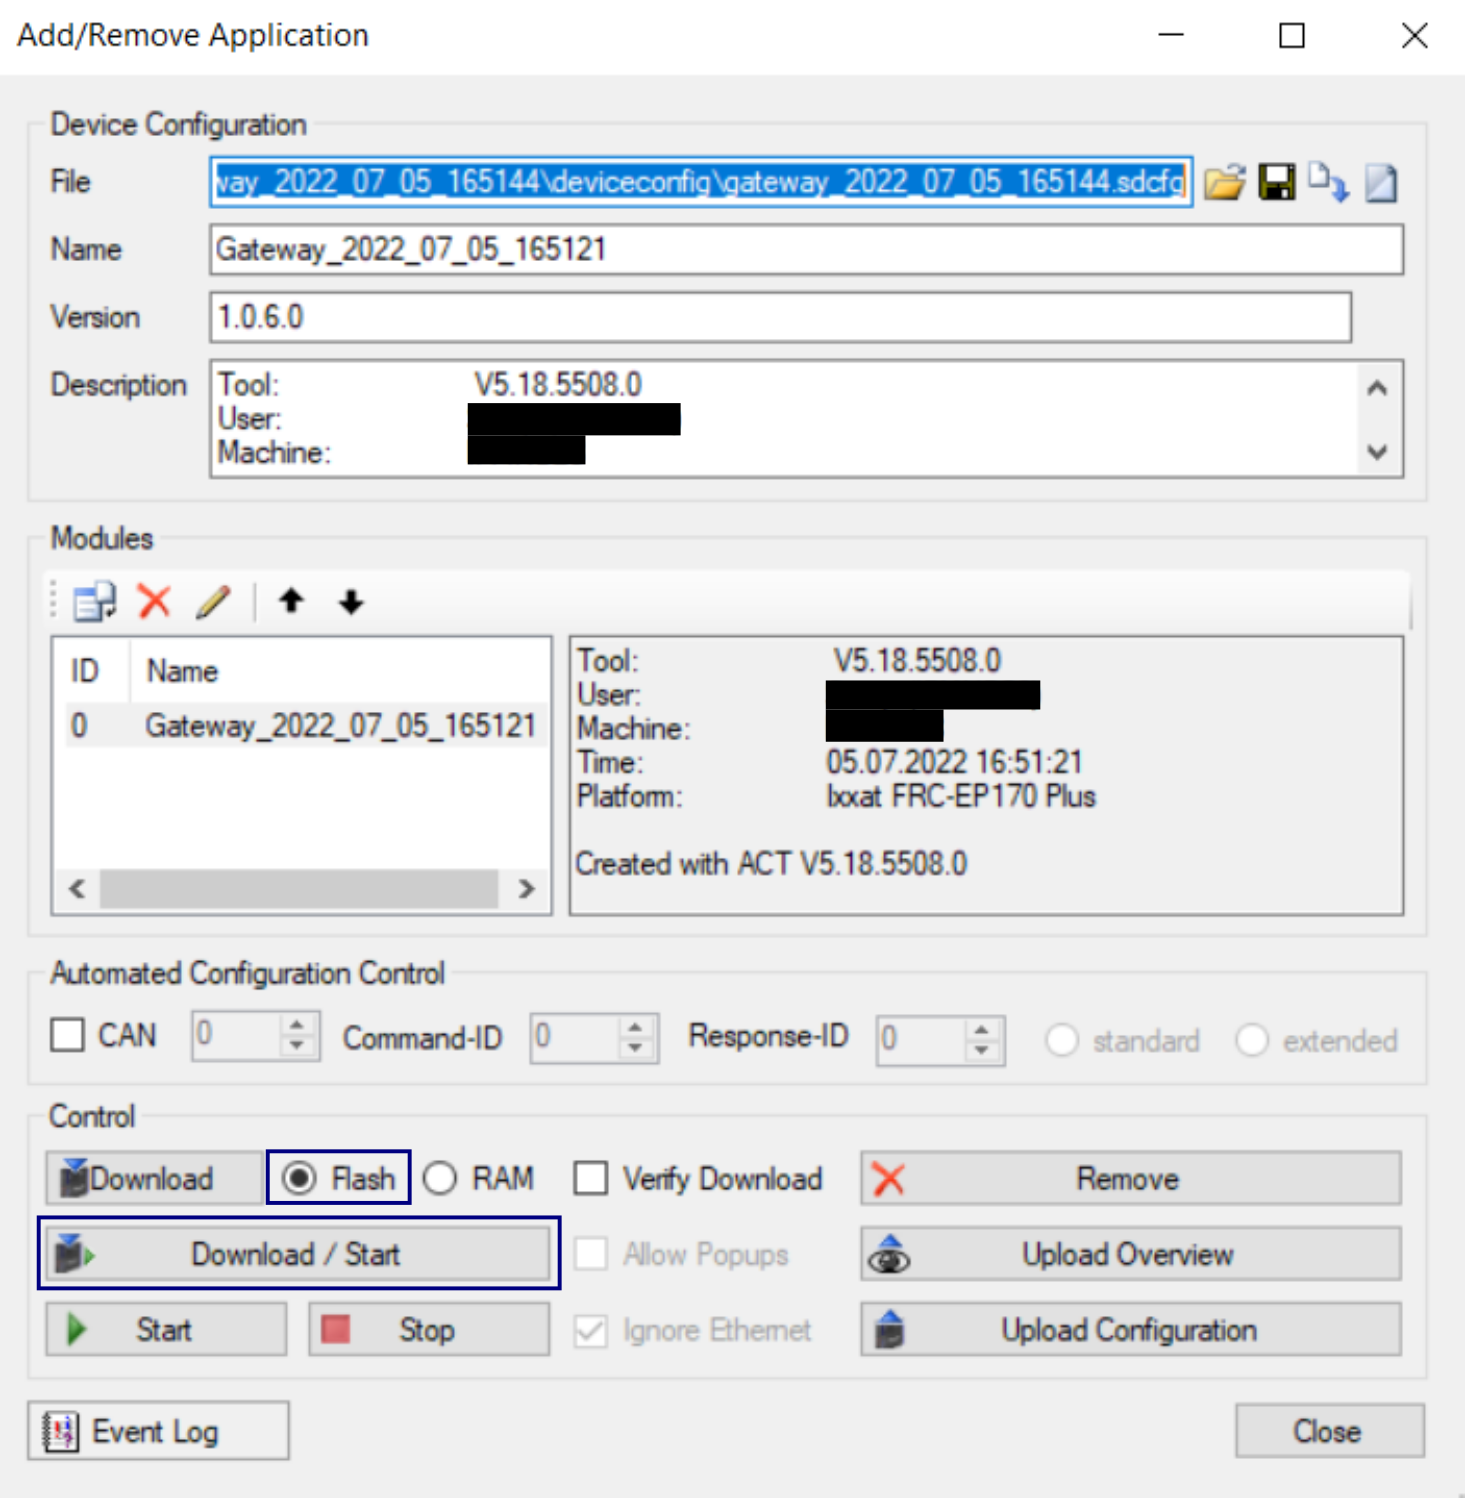 Add/Remove Application
Device Configuration
File way_2022_07_05_165144\deviceconfig\gateway_2022_07_05_165144.sdcfg
Name Gateway_2022_07_05_165121
Version 1.0.6.0
Description Tool: V5.18.5508.0
User:
Machine:
Modules
ID Name
0 Gateway_2022_07_05_165121
Tool: V5.18.5508.0
User:
Machine:
Time: 05.07.2022 16:51:21
Platform: Ixxat FRC-EP170 Plus
Created with ACT V5.18.5508.0
Automated Configuration Control
CAN 0 Command-ID 0 Response-ID 0 standard extended
Control
Download Flash RAM Verify Download Remove
Download / Start Allow Popups Upload Overview
Start Stop Ignore Ethernet Upload Configuration
Event Log Close